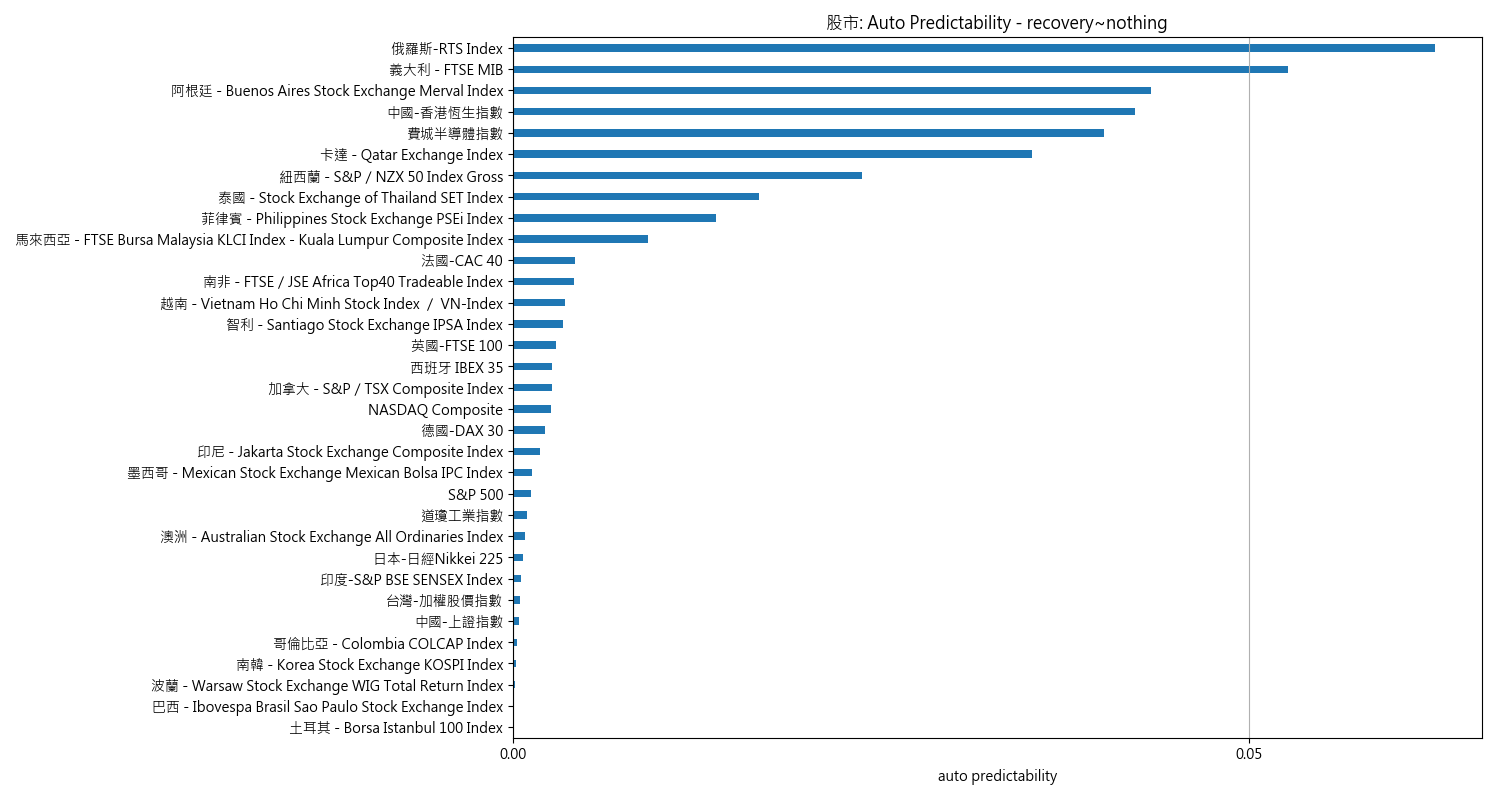 股市: Auto Predictability - recovery~nothing
俄羅斯-RTS Index
義大利 - FTSE MIB
阿根廷 - Buenos Aires Stock Exchange Merval Index
中國-香港恆生指數
費城半導體指數
卡達 - Qatar Exchange Index
紐西蘭 - S&P / NZX 50 Index Gross
泰國 - Stock Exchange of Thailand SET Index
菲律賓 - Philippines Stock Exchange PSEi Index
馬來西亞 - FTSE Bursa Malaysia KLCI Index - Kuala Lumpur Composite Index
法國-CAC 40
南非 - FTSE / JSE Africa Top40 Tradeable Index
越南 - Vietnam Ho Chi Minh Stock Index / VN-Index
智利 - Santiago Stock Exchange IPSA Index
英國-FTSE 100
西班牙 IBEX 35
加拿大 - S&P / TSX Composite Index
NASDAQ Composite
德國-DAX 30
印尼 - Jakarta Stock Exchange Composite Index
墨西哥 - Mexican Stock Exchange Mexican Bolsa IPC Index
S&P 500
道瓊工業指數
澳洲 - Australian Stock Exchange All Ordinaries Index
日本-日經Nikkei 225
印度-S&P BSE SENSEX Index
台灣-加權股價指數
中國-上證指數
哥倫比亞 - Colombia COLCAP Index
南韓 - Korea Stock Exchange KOSPI Index
波蘭 - Warsaw Stock Exchange WIG Total Return Index
巴西 - Ibovespa Brasil Sao Paulo Stock Exchange Index
土耳其 - Borsa Istanbul 100 Index
0.00 0.05
auto predictability